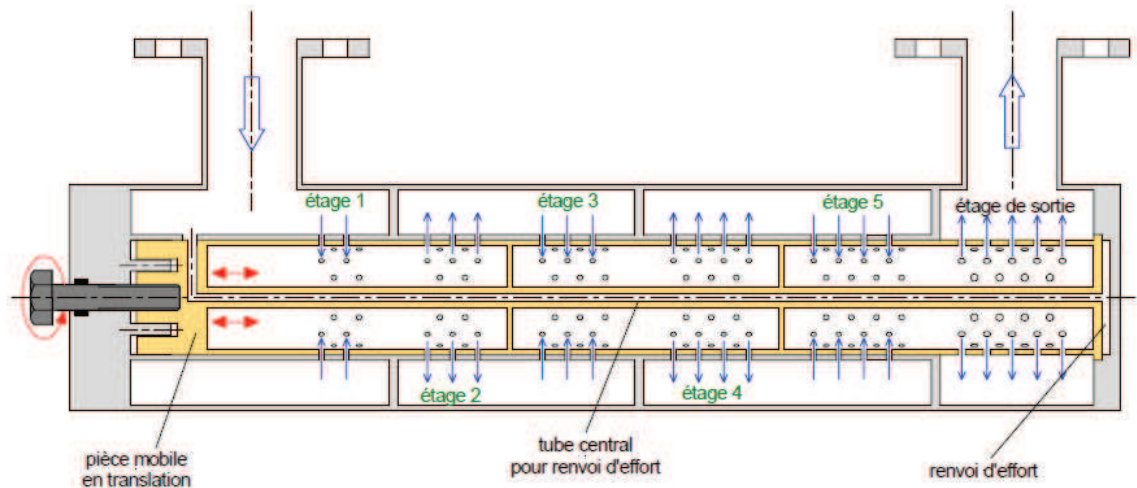 étage 1
étage 3
étage 5
étage de sortie
étage 2
étage 4
pièce mobile
en translation
tube central
pour renvoi d'effort
renvoi d'effort